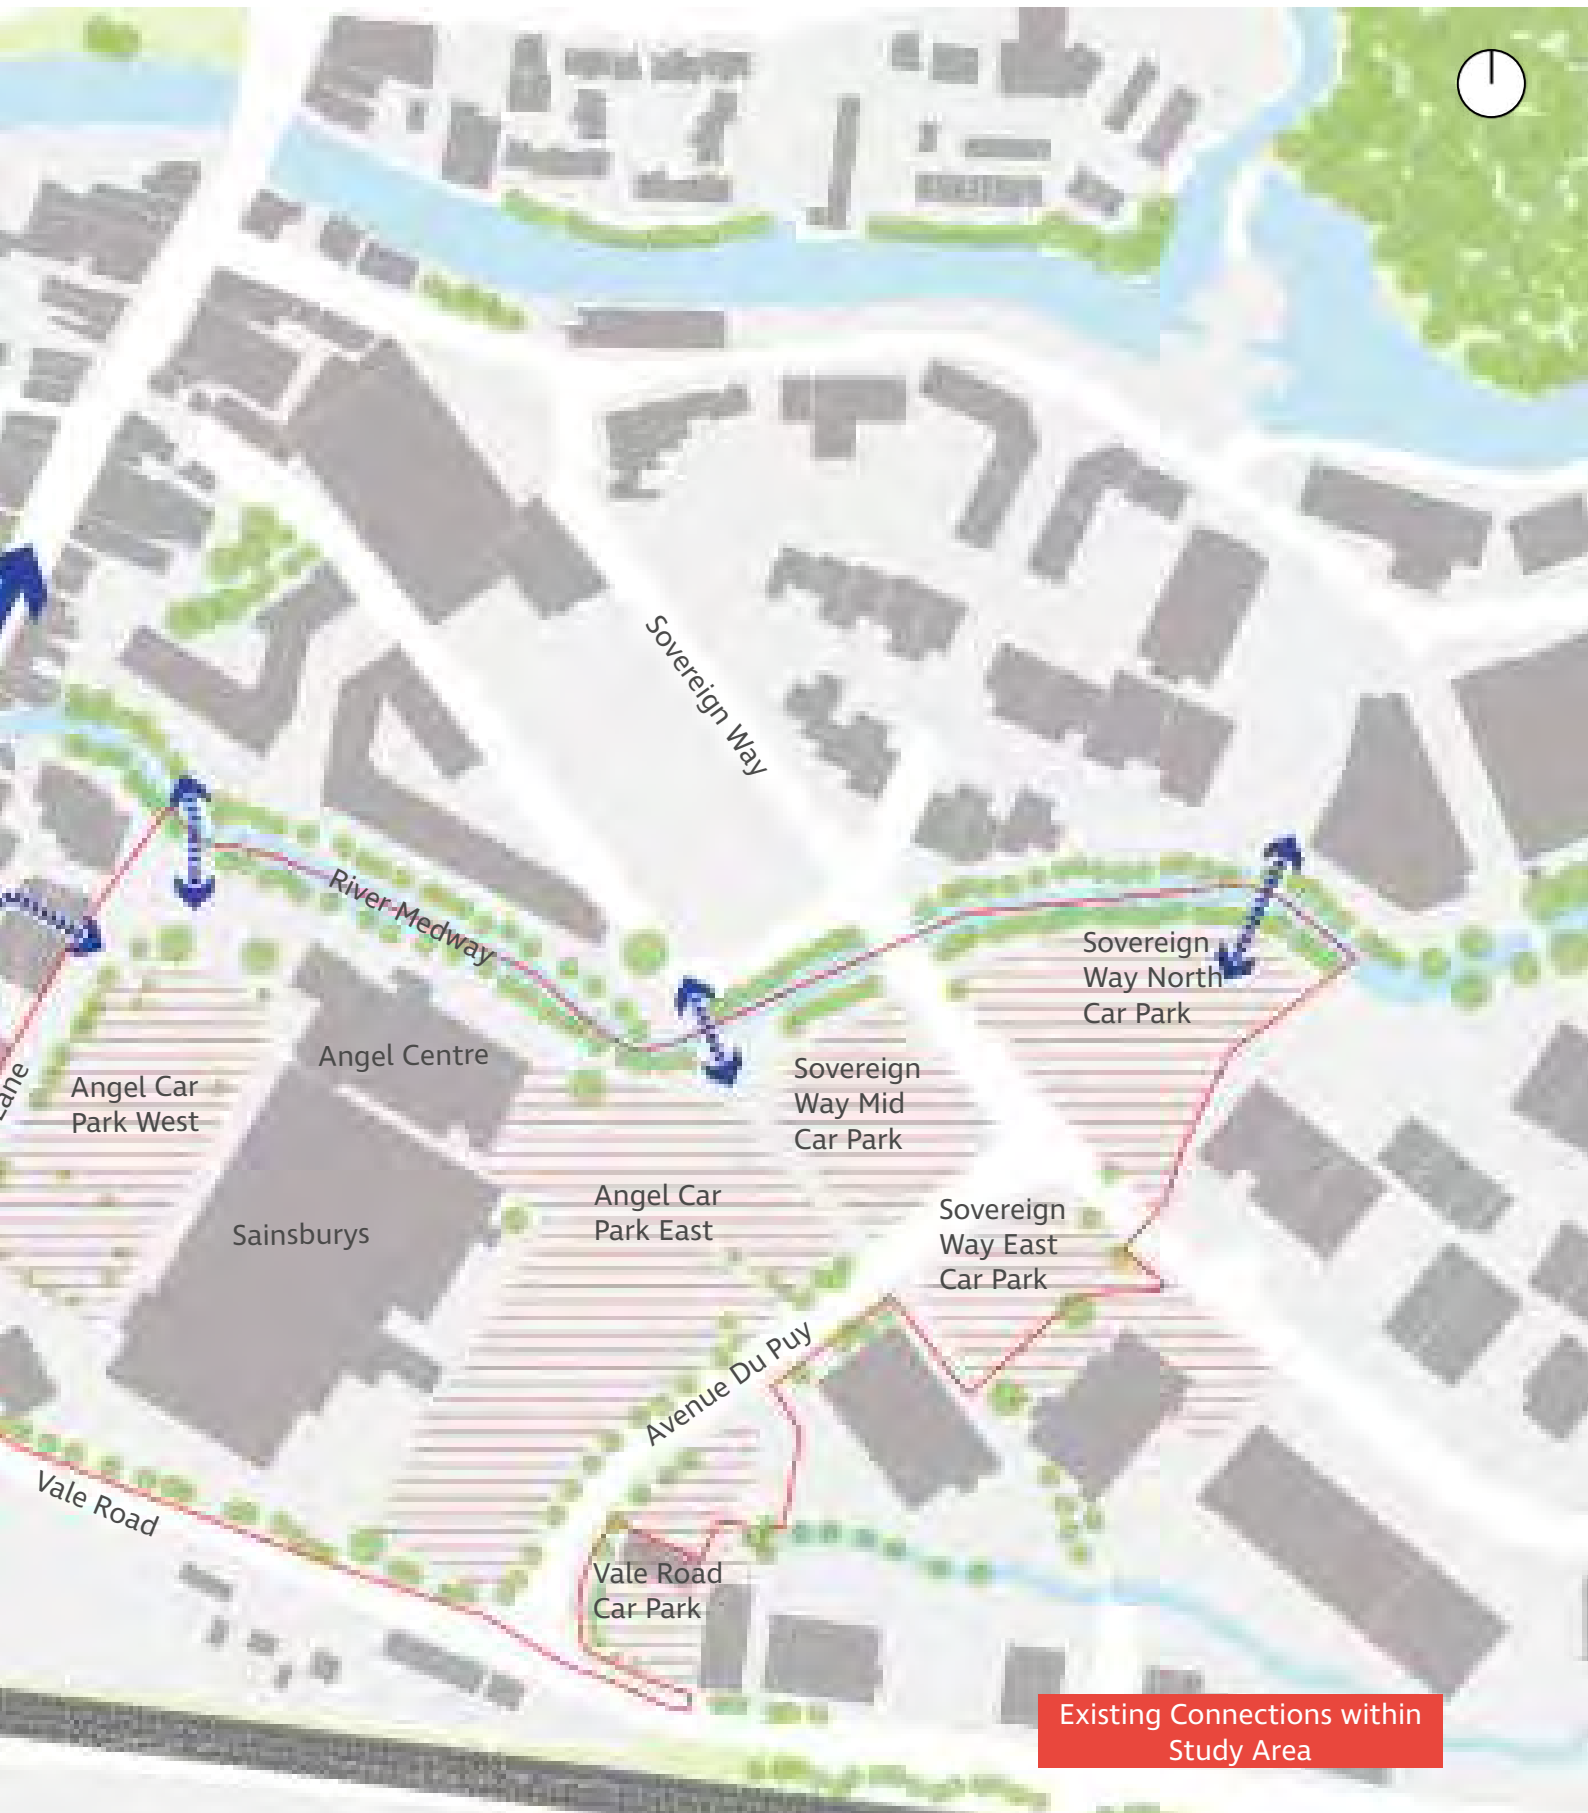 Sovereign Way
River Medway
Sovereign
Way North
Car Park
Angel Centre
Lane
Angel Car
Park West
Sovereign
Way Mid
Car Park
Angel Car
Park East
Sainsburys
Sovereign
Way East
Car Park
Avenue Du Puy
Vale Road
Vale Road
Car Park
Existing Connections within
Study Area